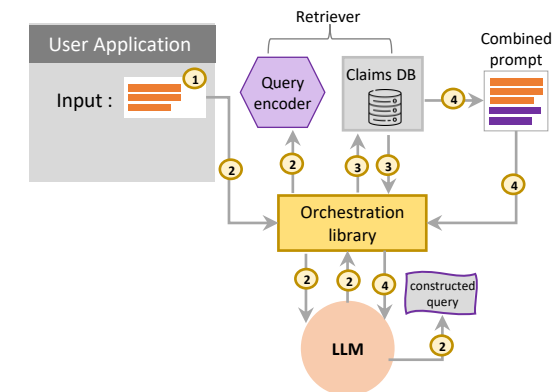 Retriever
User Application
Combined
prompt
Input :
1
Query
encoder
Claims DB
4
2
2
3
3
4
Orchestration
library
2
2
4
constructed
query
LLM
2